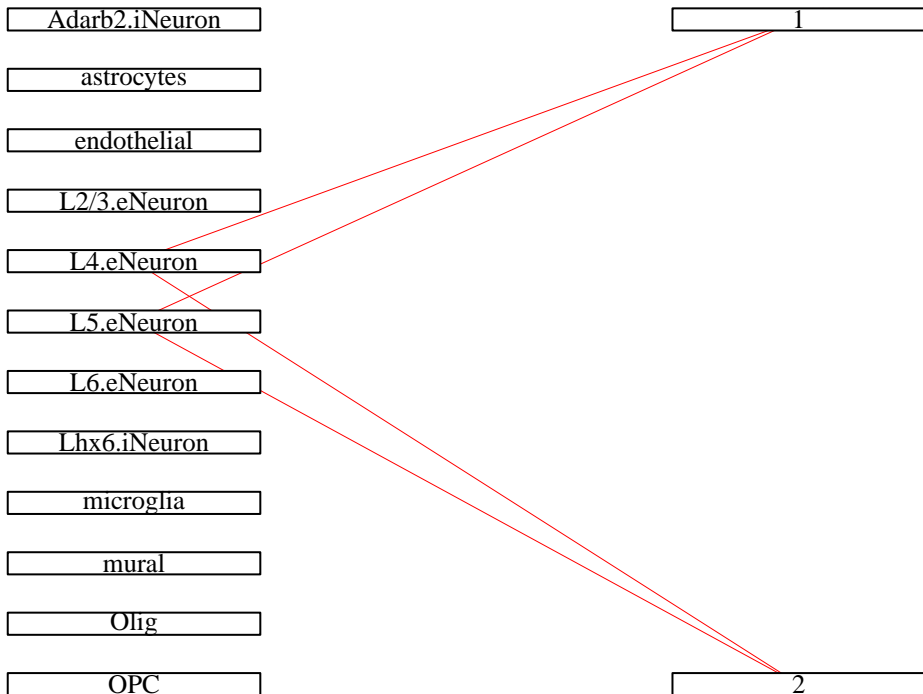 Adarb2.iNeuron
1
astrocytes
endothelial
L2/3.eNeuron
L4.eNeuron
L5.eNeuron
L6.eNeuron
Lhx6.iNeuron
microglia
mural
Olig
OPC
2